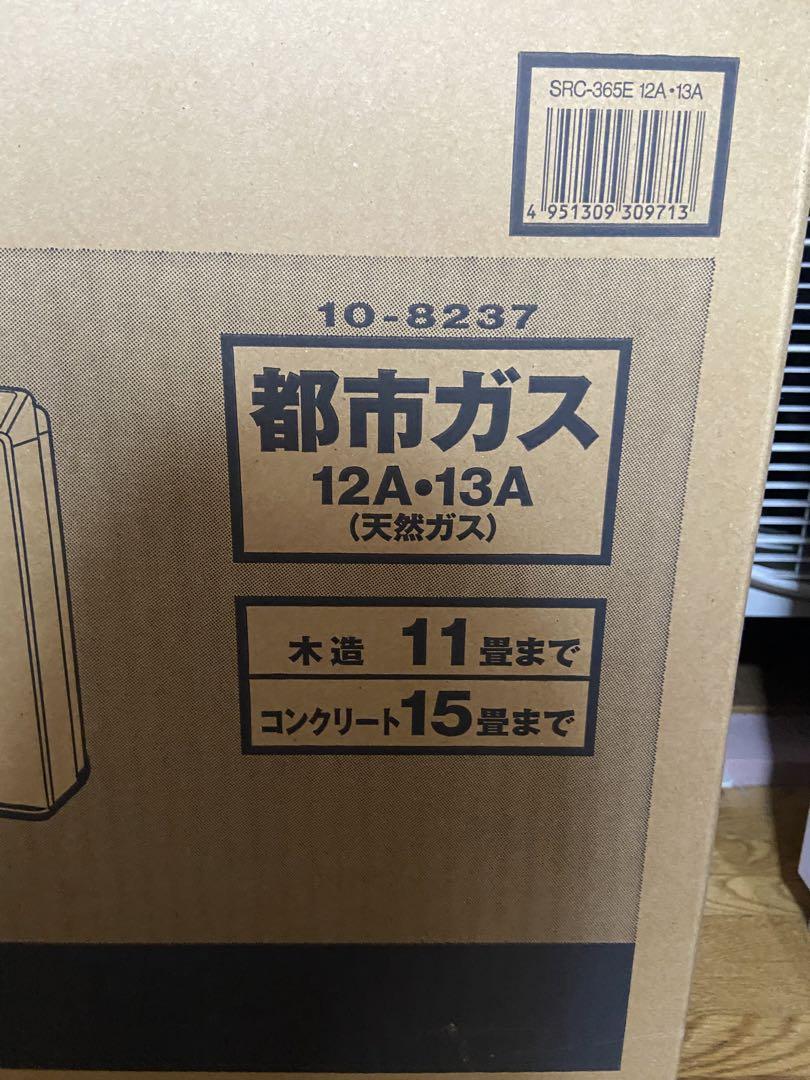 SRC-365E 12A•13A
4 951309 309713
10-8237
都市ガス
12A•13A
(天然ガス)
木造 11畳まで
コンクリート15畳まで